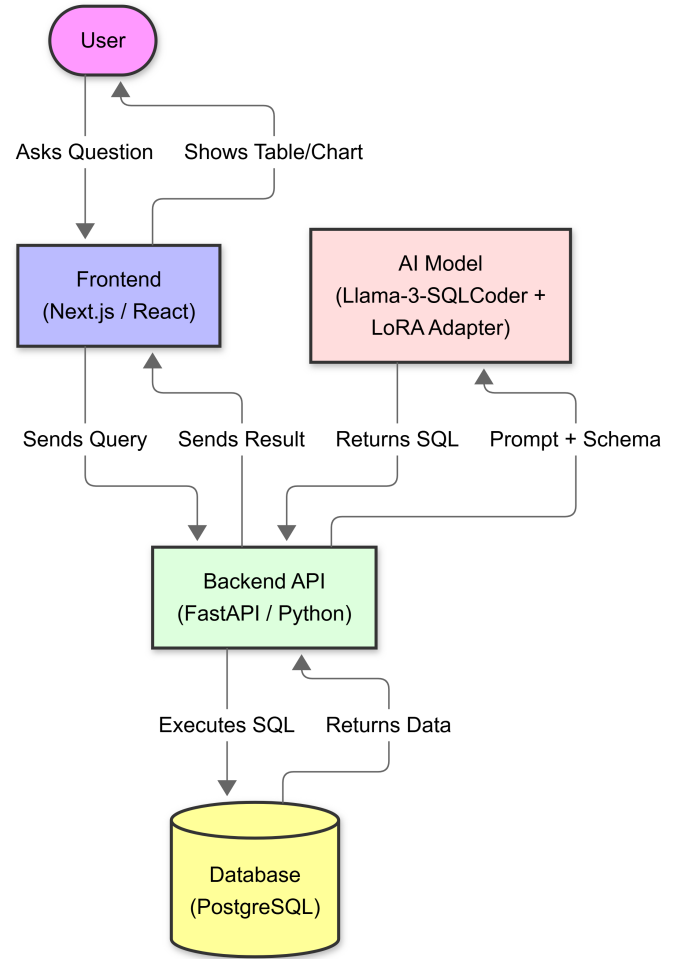 User
Asks Question
Shows Table/Chart
Frontend
(Next.js / React)
AI Model
(Llama-3-SQLCoder +
LoRA Adapter)
Sends Query
Sends Result
Returns SQL
Prompt + Schema
Backend API
(FastAPI / Python)
Executes SQL
Returns Data
Database
(PostgreSQL)